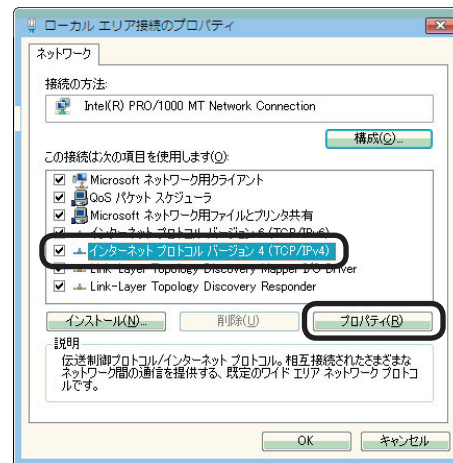 ローカル エリア接続のプロパティ
ネットワーク
接続の方法:
Intel(R) PRO/1000 MT Network Connection
構成(C)...
この接続は次の項目を使用します(O):
Microsoft ネットワーク用クライアント
QoS パケット スケジューラ
Microsoft ネットワーク用ファイルとプリンタ共有
インターネット プロトコル バージョン 6 (TCP/IPv6)
インターネット プロトコル バージョン 4 (TCP/IPv4)
Link-Layer Topology Discovery Mapper I/O Driver
Link-Layer Topology Discovery Responder
インストール(N)...
削除(U)
プロパティ(R)
説明
伝送制御プロトコル/インターネット プロトコル。相互接続されたさまざまな
ネットワーク間の通信を提供する、既定のワイド エリア ネットワーク プロトコ
ルです。
OK
キャンセル